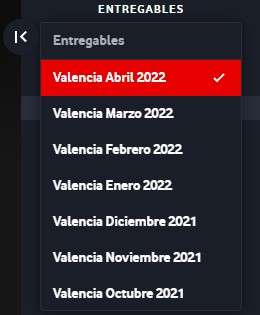 ENTREGABLES
Entregables
Valencia Abril 2022
Valencia Marzo 2022
Valencia Febrero 2022
Valencia Enero 2022
Valencia Diciembre 2021
Valencia Noviembre 2021
Valencia Octubre 2021